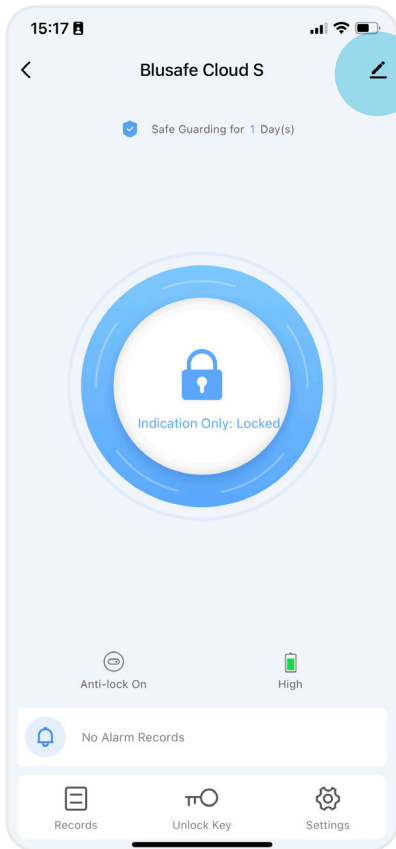 15:17
Blusafe Cloud S
Safe Guarding for 1 Day(s)
Indication Only: Locked
Anti-lock On
High
No Alarm Records
Records
Unlock Key
Settings